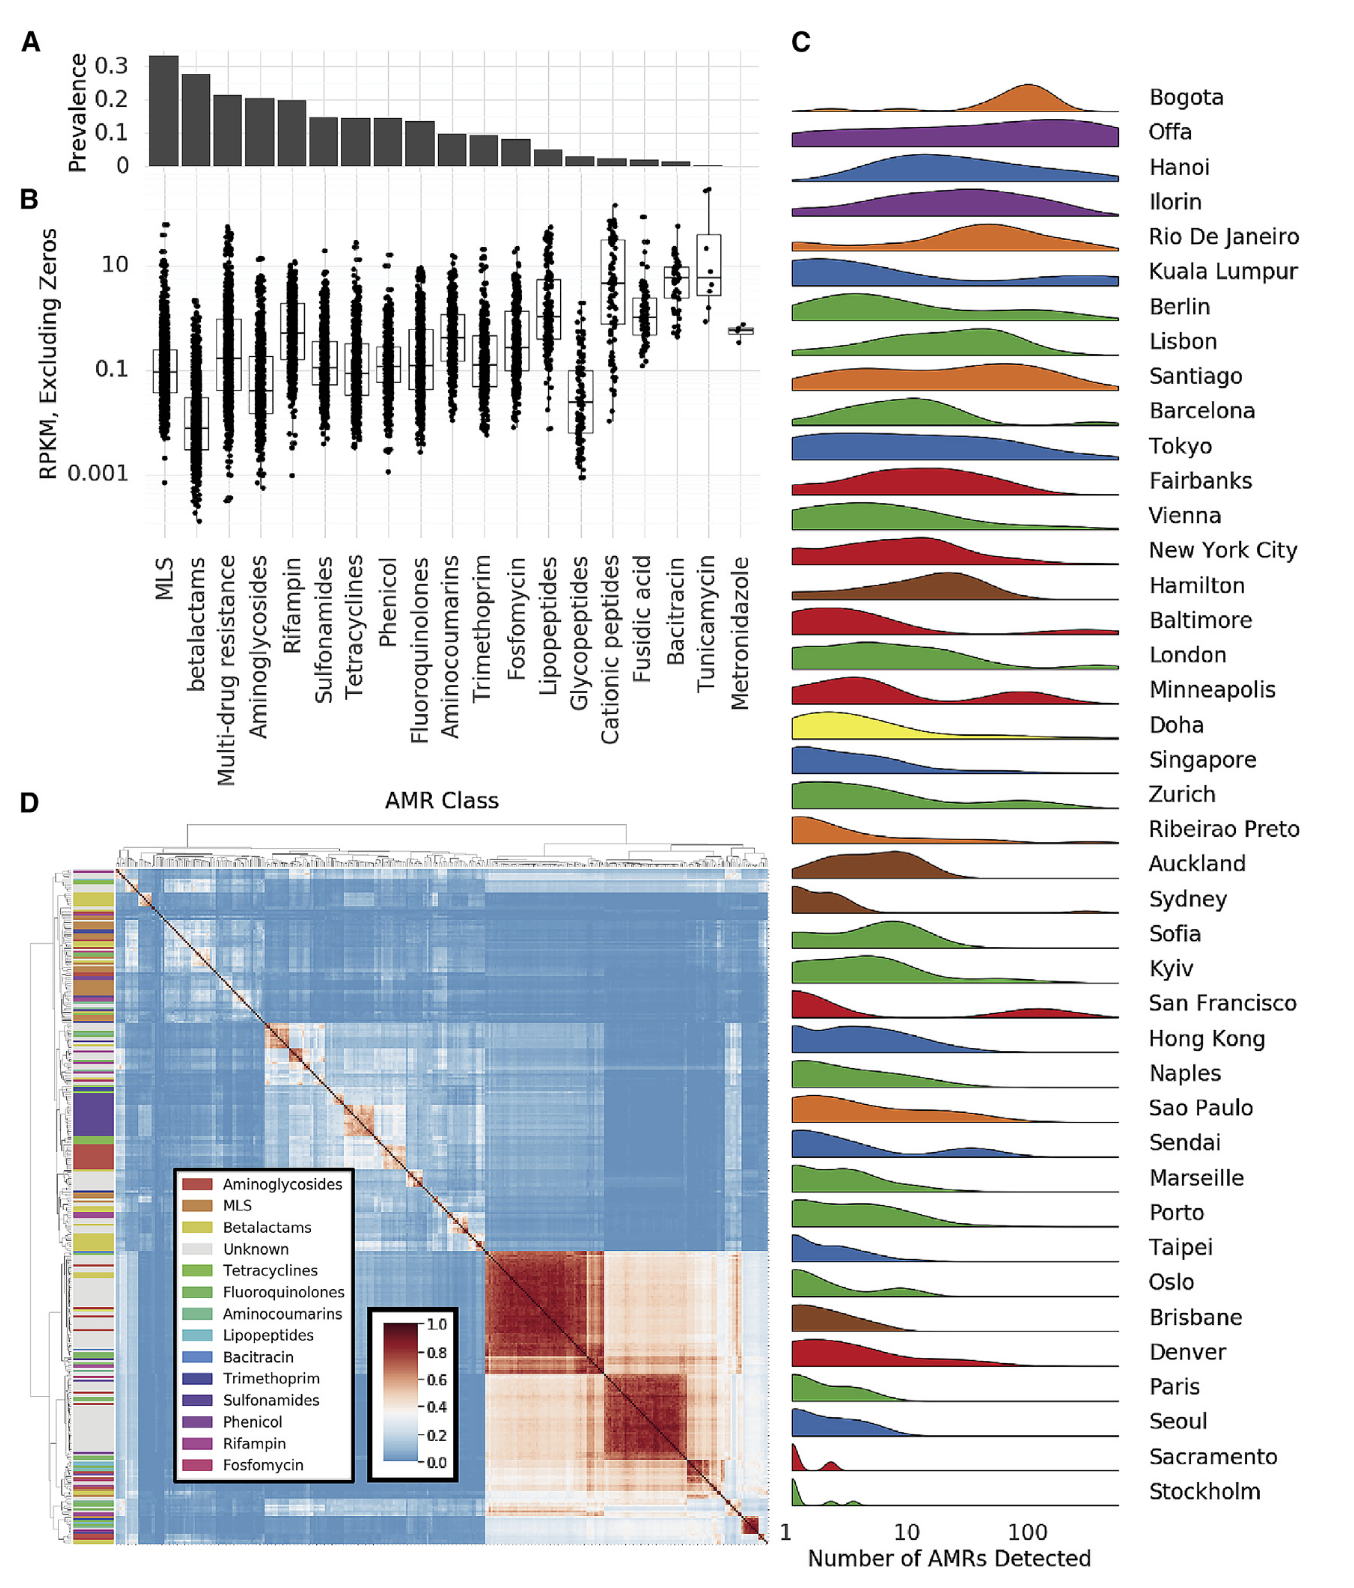 A
Prevalence
0.3
0.2
0.1
0
B
RPKM, Excluding Zeros
10
0.1
0.001
MLS
betalactams
Multi-drug resistance
Aminoglycosides
Rifampin
Sulfonamides
Tetracyclines
Phenicol
Fluoroquinolones
Aminocoumarins
Trimethoprim
Fosfomycin
Lipopeptides
Glycopeptides
Cationic peptides
Fusidic acid
Bacitracin
Tunicamycin
Metronidazole
AMR Class
C
Bogota
Offa
Hanoi
Ilorin
Rio De Janeiro
Kuala Lumpur
Berlin
Lisbon
Santiago
Barcelona
Tokyo
Fairbanks
Vienna
New York City
Hamilton
Baltimore
London
Minneapolis
Doha
Singapore
Zurich
Ribeirao Preto
Auckland
Sydney
Sofia
Kyiv
San Francisco
Hong Kong
Naples
Sao Paulo
Sendai
Marseille
Porto
Taipei
Oslo
Brisbane
Denver
Paris
Seoul
Sacramento
Stockholm
1 10 100
Number of AMRs Detected
D
Aminoglycosides
MLS
Betalactams
Unknown
Tetracyclines
Fluoroquinolones
Aminocoumarins
Lipopeptides
Bacitracin
Trimethoprim
Sulfonamides
Phenicol
Rifampin
Fosfomycin
1.0
0.8
0.6
0.4
0.2
0.0